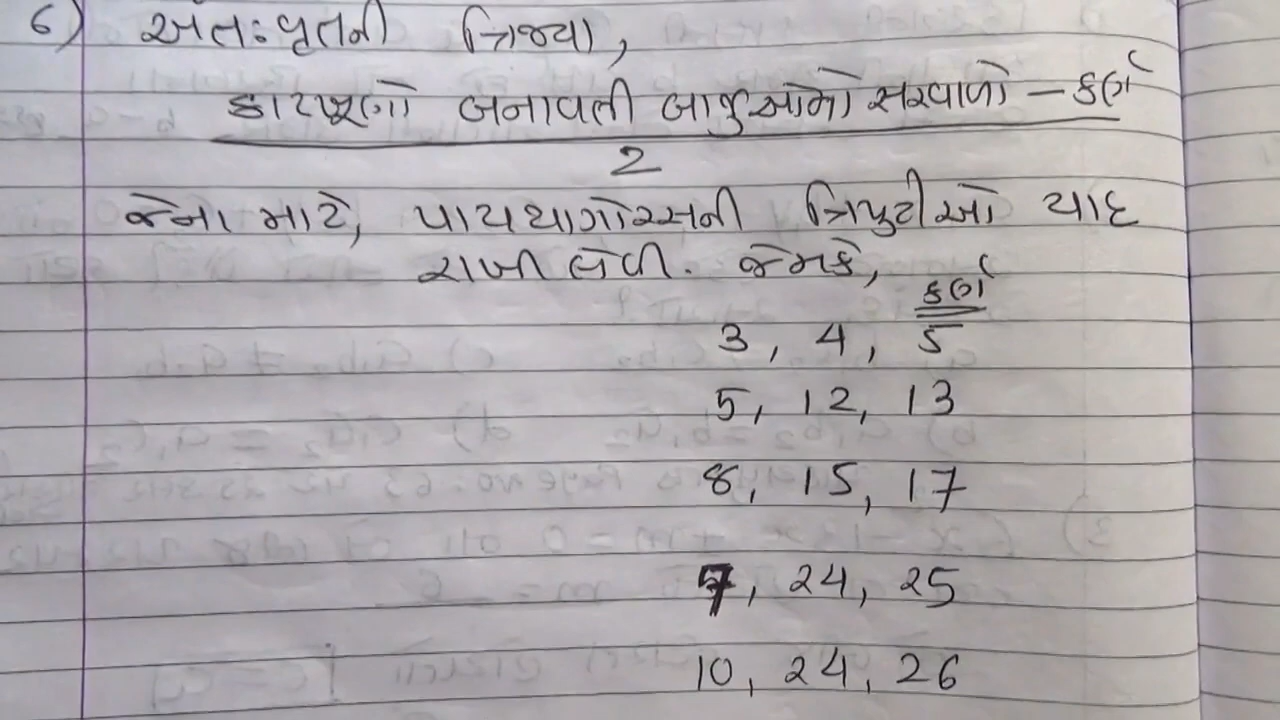 6) અંતઃવૃતની ત્રિજ્યા,
કાટખૂણો બનાવતી બાજુઓનો સરવાળો - કર્ણ
2
જેના માટે, પાયથાગોરસની ત્રિપુટીઓ યાદ
રાખી લેવી. જેમકે,
કર્ણ
3, 4, 5
5, 12, 13
8, 15, 17
7, 24, 25
10, 24, 26